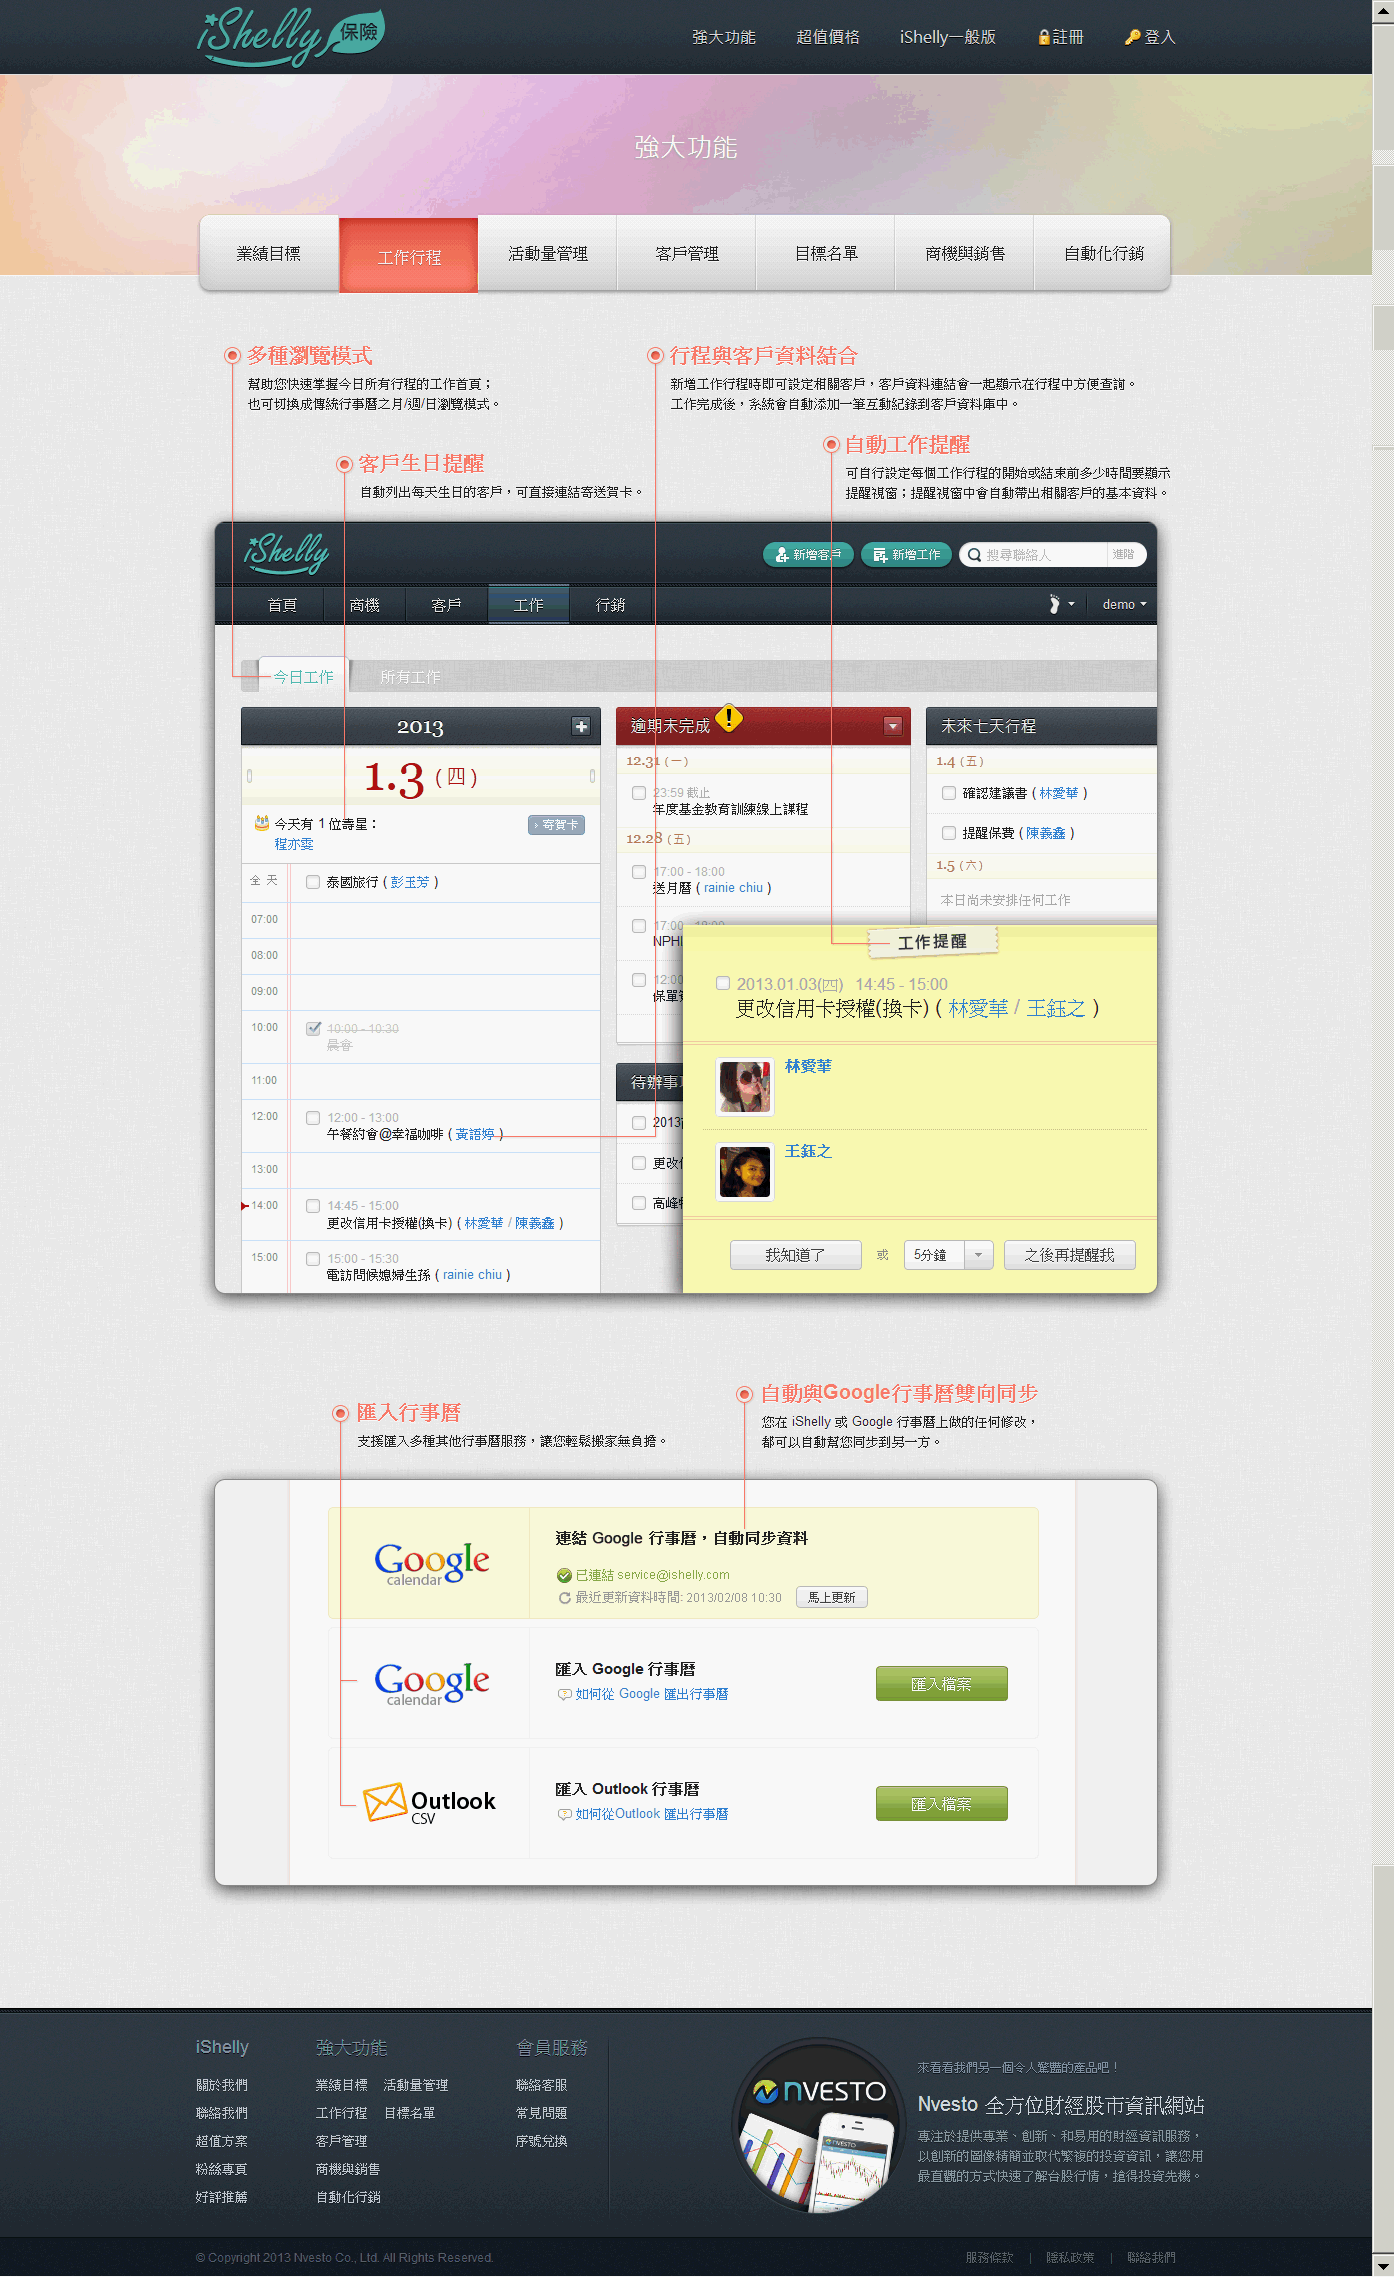 iShelly 保險
強大功能
超值價格
iShelly一般版
註冊
登入
強大功能
業績目標
工作行程
活動量管理
客戶管理
目標名單
商機與銷售
自動化行銷
多種瀏覽模式
幫助您快速掌握今日所有行程的工作首頁；
也可切換成傳統行事曆之月/週/日瀏覽模式。
行程與客戶資料結合
新增工作行程時即可設定相關客戶，客戶資料連結會一起顯示在行程中方便查詢。
工作完成後，系統會自動添加一筆互動紀錄到客戶資料庫中。
客戶生日提醒
自動列出每天生日的客戶，可直接連結寄送賀卡。
自動工作提醒
可自行設定每個工作行程的開始或結束前多少時間要顯示
提醒視窗；提醒視窗中會自動帶出相關客戶的基本資料。
iShelly
新增客戶
新增工作
搜尋聯絡人
進階
首頁
商機
客戶
工作
行銷
demo
今日工作
所有工作
2013
1.3 ( 四 )
今天有 1 位壽星：
程亦雯
› 寄賀卡
全 天
泰國旅行 ( 彭玉芳 )
07:00
08:00
09:00
10:00
10:00 - 10:30
晨會
11:00
12:00
12:00 - 13:00
午餐約會@幸福咖啡 ( 黃語婷 )
13:00
14:00
14:45 - 15:00
更改信用卡授權(換卡) ( 林愛華 / 陳義鑫 )
15:00
15:00 - 15:30
電訪問候媳婦生孫 ( rainie chiu )
逾期未完成
12.31 ( 一 )
23:59 截止
年度基金教育訓練線上課程
12.28 ( 五 )
17:00 - 18:00
送月曆 ( rainie chiu )
17:00 - 18:00
NPHI
12:00
保單
待辦事
2013
更改
高峰
未來七天行程
1.4 ( 五 )
確認建議書 ( 林愛華 )
提醒保費 ( 陳義鑫 )
1.5 ( 六 )
本日尚未安排任何工作
工作提醒
2013.01.03(四) 14:45 - 15:00
更改信用卡授權(換卡) ( 林愛華 / 王鈺之 )
林愛華
王鈺之
我知道了
或
5分鐘
之後再提醒我
匯入行事曆
支援匯入多種其他行事曆服務，讓您輕鬆搬家無負擔。
自動與Google行事曆雙向同步
您在 iShelly 或 Google 行事曆上做的任何修改，
都可以自動幫您同步到另一方。
Google
calendar
連結 Google 行事曆，自動同步資料
已連結 service@ishelly.com
最近更新資料時間: 2013/02/08 10:30
馬上更新
Google
calendar
匯入 Google 行事曆
如何從 Google 匯出行事曆
匯入檔案
Outlook
CSV
匯入 Outlook 行事曆
如何從Outlook 匯出行事曆
匯入檔案
iShelly
關於我們
聯絡我們
超值方案
粉絲專頁
好評推薦
強大功能
業績目標 活動量管理
工作行程 目標名單
客戶管理
商機與銷售
自動化行銷
會員服務
聯絡客服
常見問題
序號兌換
NVESTO
NVESTO
來看看我們另一個令人驚豔的產品吧！
Nvesto 全方位財經股市資訊網站
專注於提供專業、創新、和易用的財經資訊服務，
以創新的圖像精簡並取代繁複的投資資訊，讓您用
最直觀的方式快速了解台股行情，搶得投資先機。
© Copyright 2013 Nvesto Co., Ltd. All Rights Reserved.
服務條款 | 隱私政策 | 聯絡我們